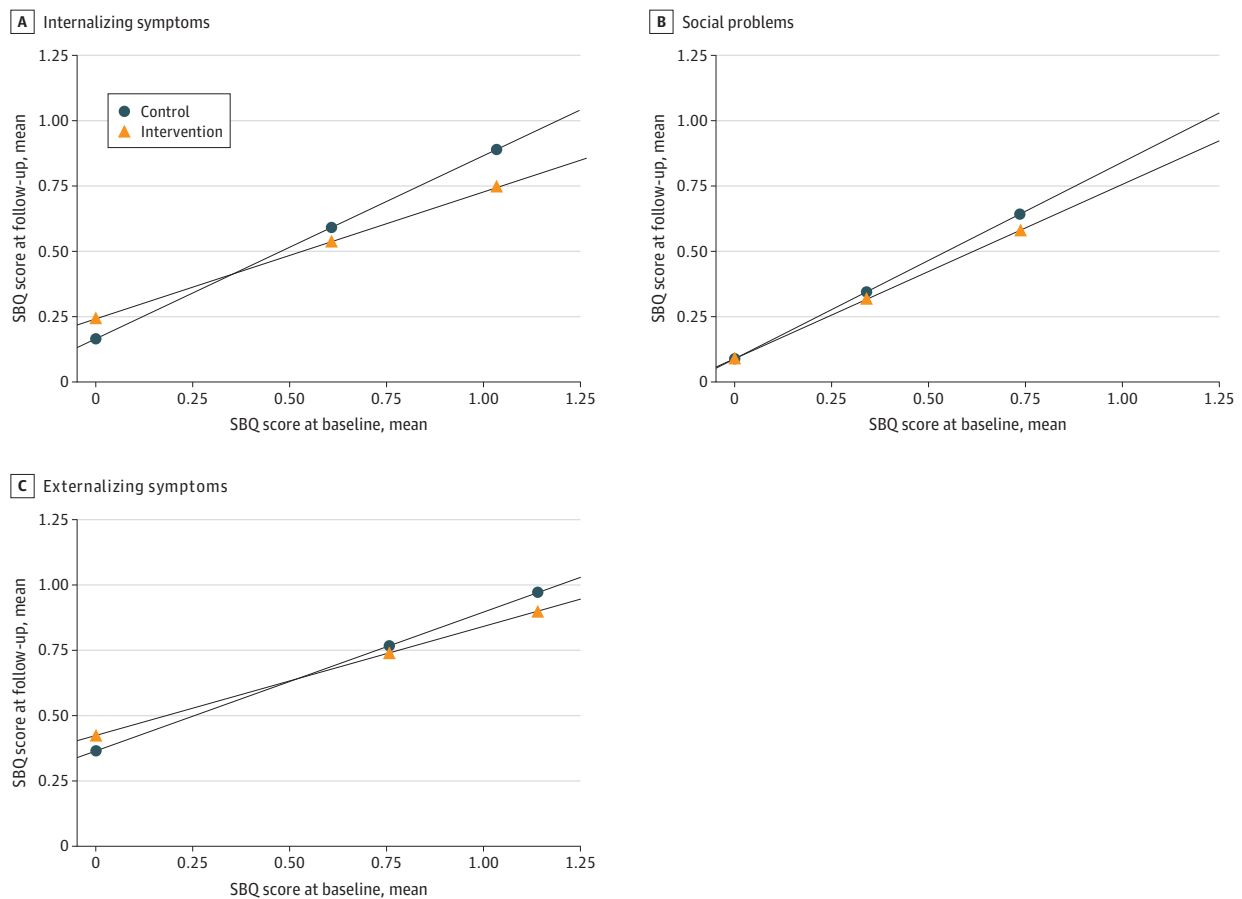 A Internalizing symptoms
1.25
1.00
0.75
0.50
0.25
0
SBQ score at follow-up, mean
Control
Intervention
0 0.25 0.50 0.75 1.00 1.25
SBQ score at baseline, mean
B Social problems
1.25
1.00
0.75
0.50
0.25
0
SBQ score at follow-up, mean
0 0.25 0.50 0.75 1.00 1.25
SBQ score at baseline, mean
C Externalizing symptoms
1.25
1.00
0.75
0.50
0.25
0
SBQ score at follow-up, mean
0 0.25 0.50 0.75 1.00 1.25
SBQ score at baseline, mean